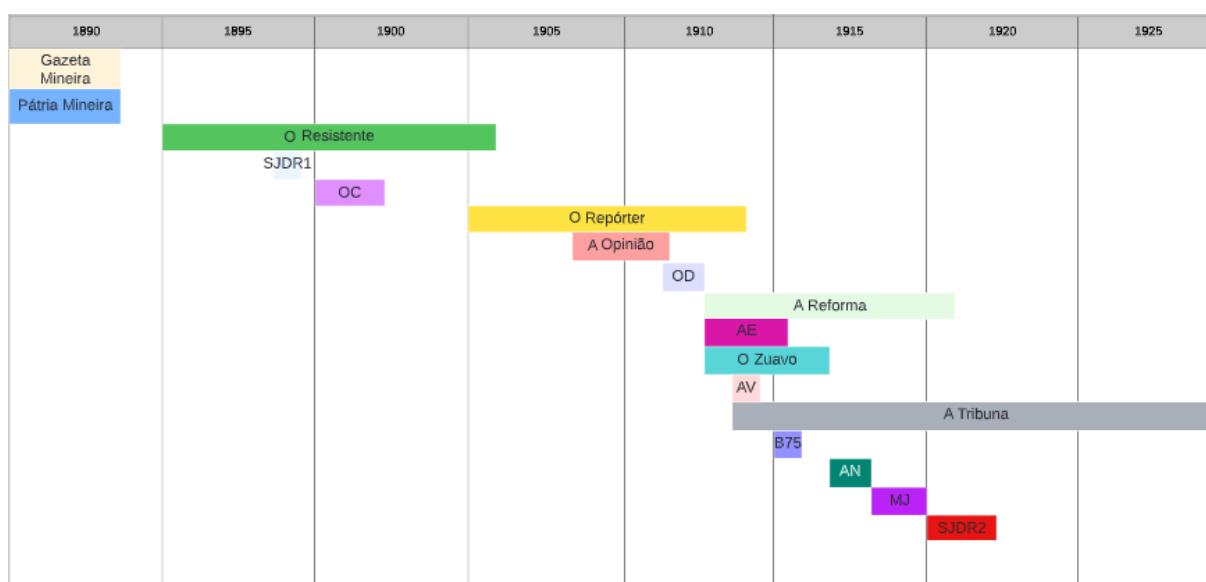 1890 1895 1900 1905 1910 1915 1920 1925
Gazeta
Mineira
Pátria Mineira
O Resistente
SJDR1
OC
O Repórter
A Opinião
OD
A Reforma
AE
O Zuavo
AV
A Tribuna
B75
AN
MJ
SJDR2